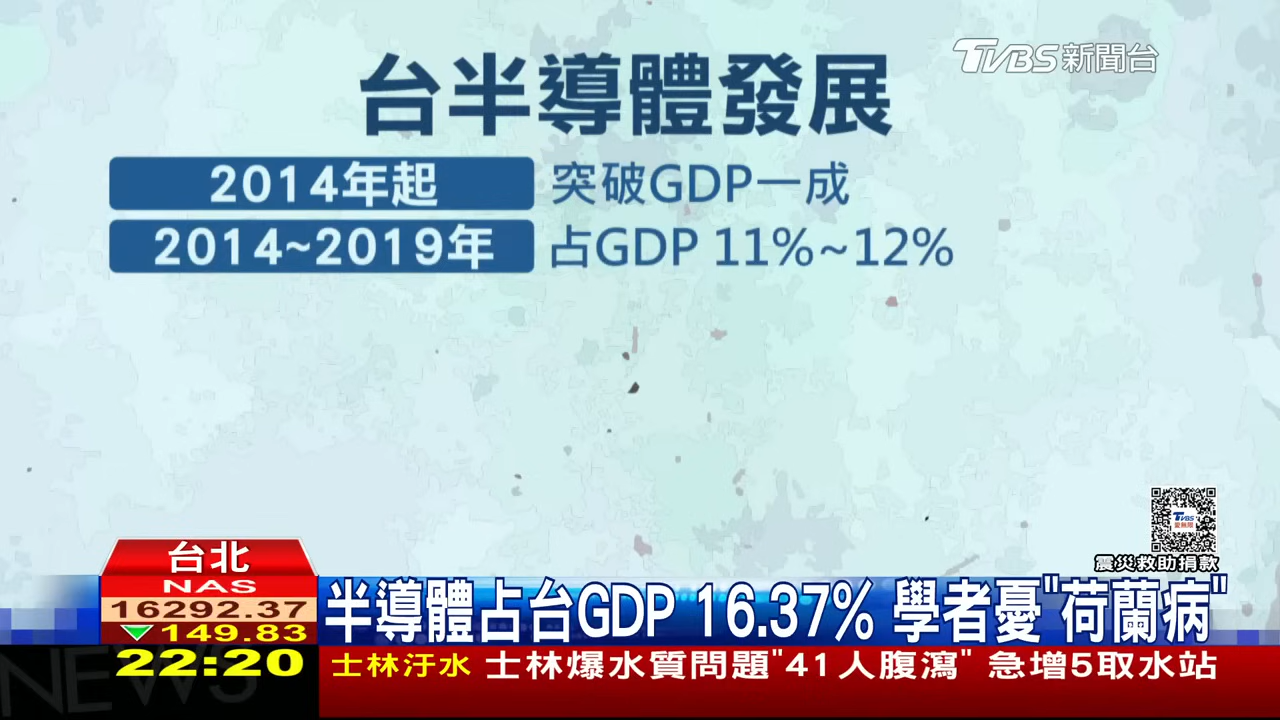 TVBS新聞台
台半導體發展
2014年起 突破GDP一成
2014~2019年 占GDP 11%~12%
TVBS
震災救助捐款
台北
NAS
16292.37
▼149.83
22:20
半導體占台GDP 16.37% 學者憂"荷蘭病"
士林汙水 士林爆水質問題"41人腹瀉" 急增5取水站
NEWS